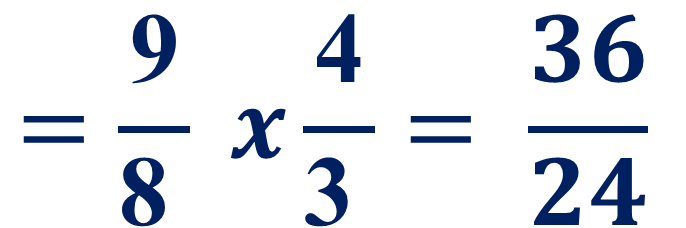 = 9/8 x 4/3 = 36/24